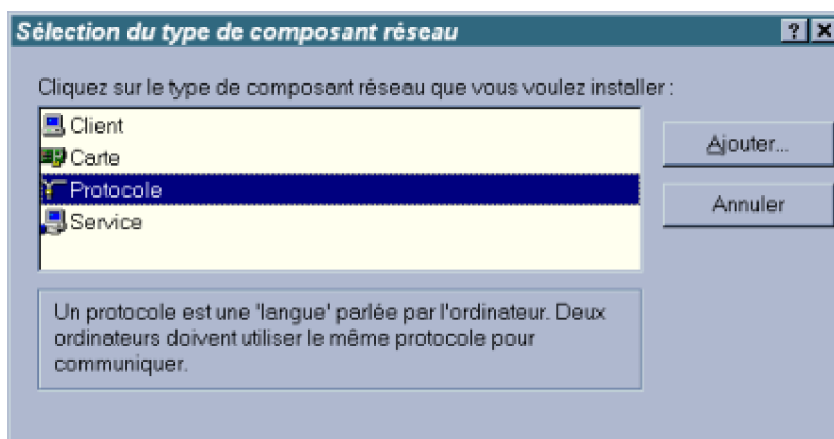 Sélection du type de composant réseau
Cliquez sur le type de composant réseau que vous voulez installer :
Client
Carte
Protocole
Service
Ajouter...
Annuler
Un protocole est une 'langue' parlée par l'ordinateur. Deux
ordinateurs doivent utiliser le même protocole pour
communiquer.